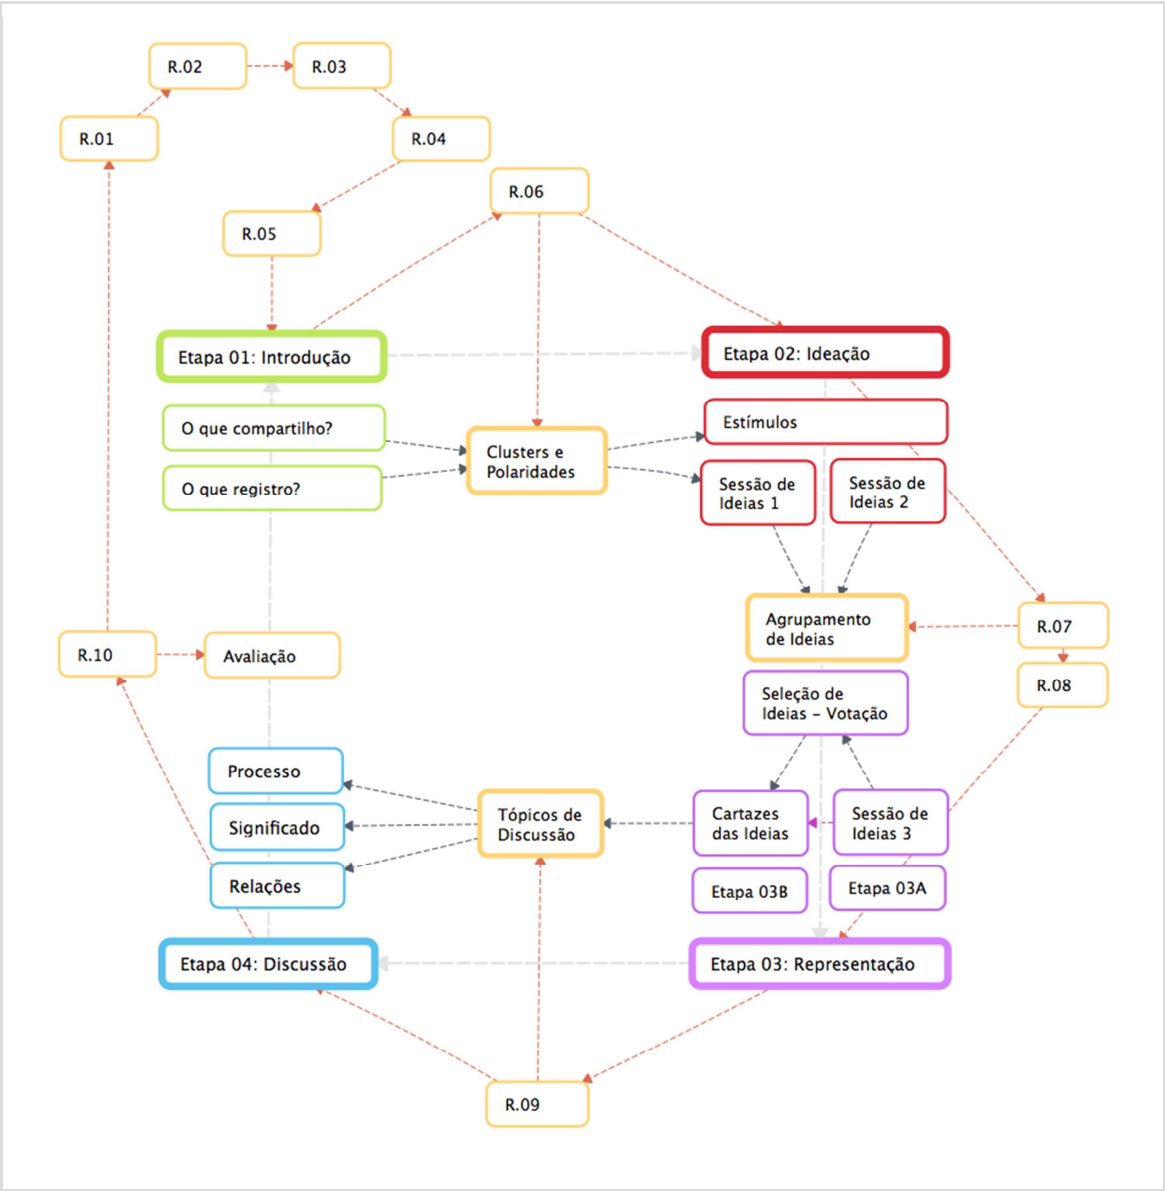 R.02
R.03
R.01
R.04
R.06
R.05
Etapa 01: Introdução
Etapa 02: Ideação
O que compartilho?
Estímulos
Clusters e
Polaridades
O que registro?
Sessão de
Ideias 1
Sessão de
Ideias 2
Agrupamento
de Ideias
R.07
R.10
Avaliação
R.08
Seleção de
Ideias – Votação
Processo
Significado
Relações
Tópicos de
Discussão
Cartazes
das Ideias
Sessão de
Ideias 3
Etapa 03B
Etapa 03A
Etapa 04: Discussão
Etapa 03: Representação
R.09